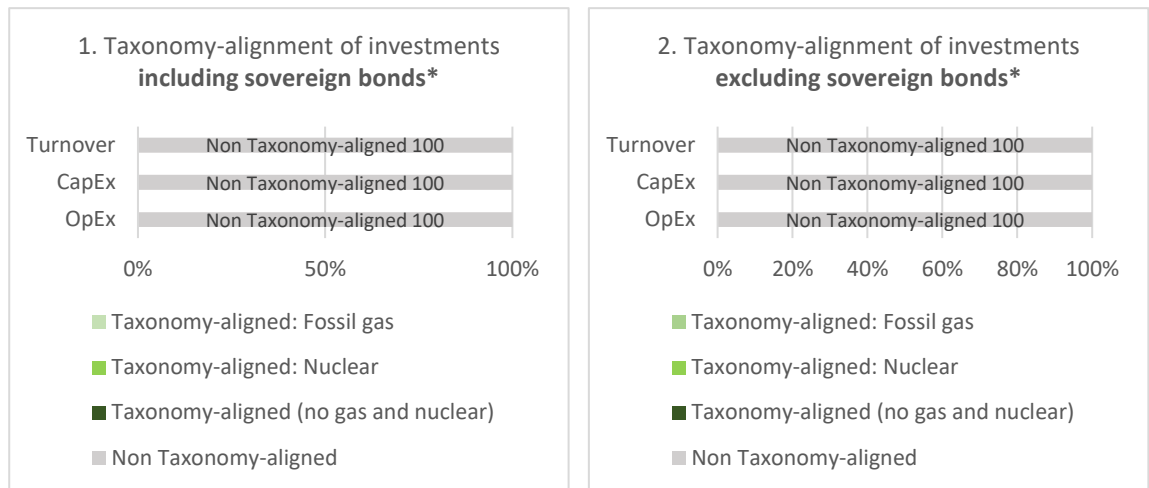 1. Taxonomy-alignment of investments
including sovereign bonds*
Turnover
Non Taxonomy-aligned 100
CapEx
Non Taxonomy-aligned 100
OpEx
Non Taxonomy-aligned 100
0% 50% 100%
Taxonomy-aligned: Fossil gas
Taxonomy-aligned: Nuclear
Taxonomy-aligned (no gas and nuclear)
Non Taxonomy-aligned
2. Taxonomy-alignment of investments
excluding sovereign bonds*
Turnover
Non Taxonomy-aligned 100
CapEx
Non Taxonomy-aligned 100
OpEx
Non Taxonomy-aligned 100
0% 20% 40% 60% 80% 100%
Taxonomy-aligned: Fossil gas
Taxonomy-aligned: Nuclear
Taxonomy-aligned (no gas and nuclear)
Non Taxonomy-aligned